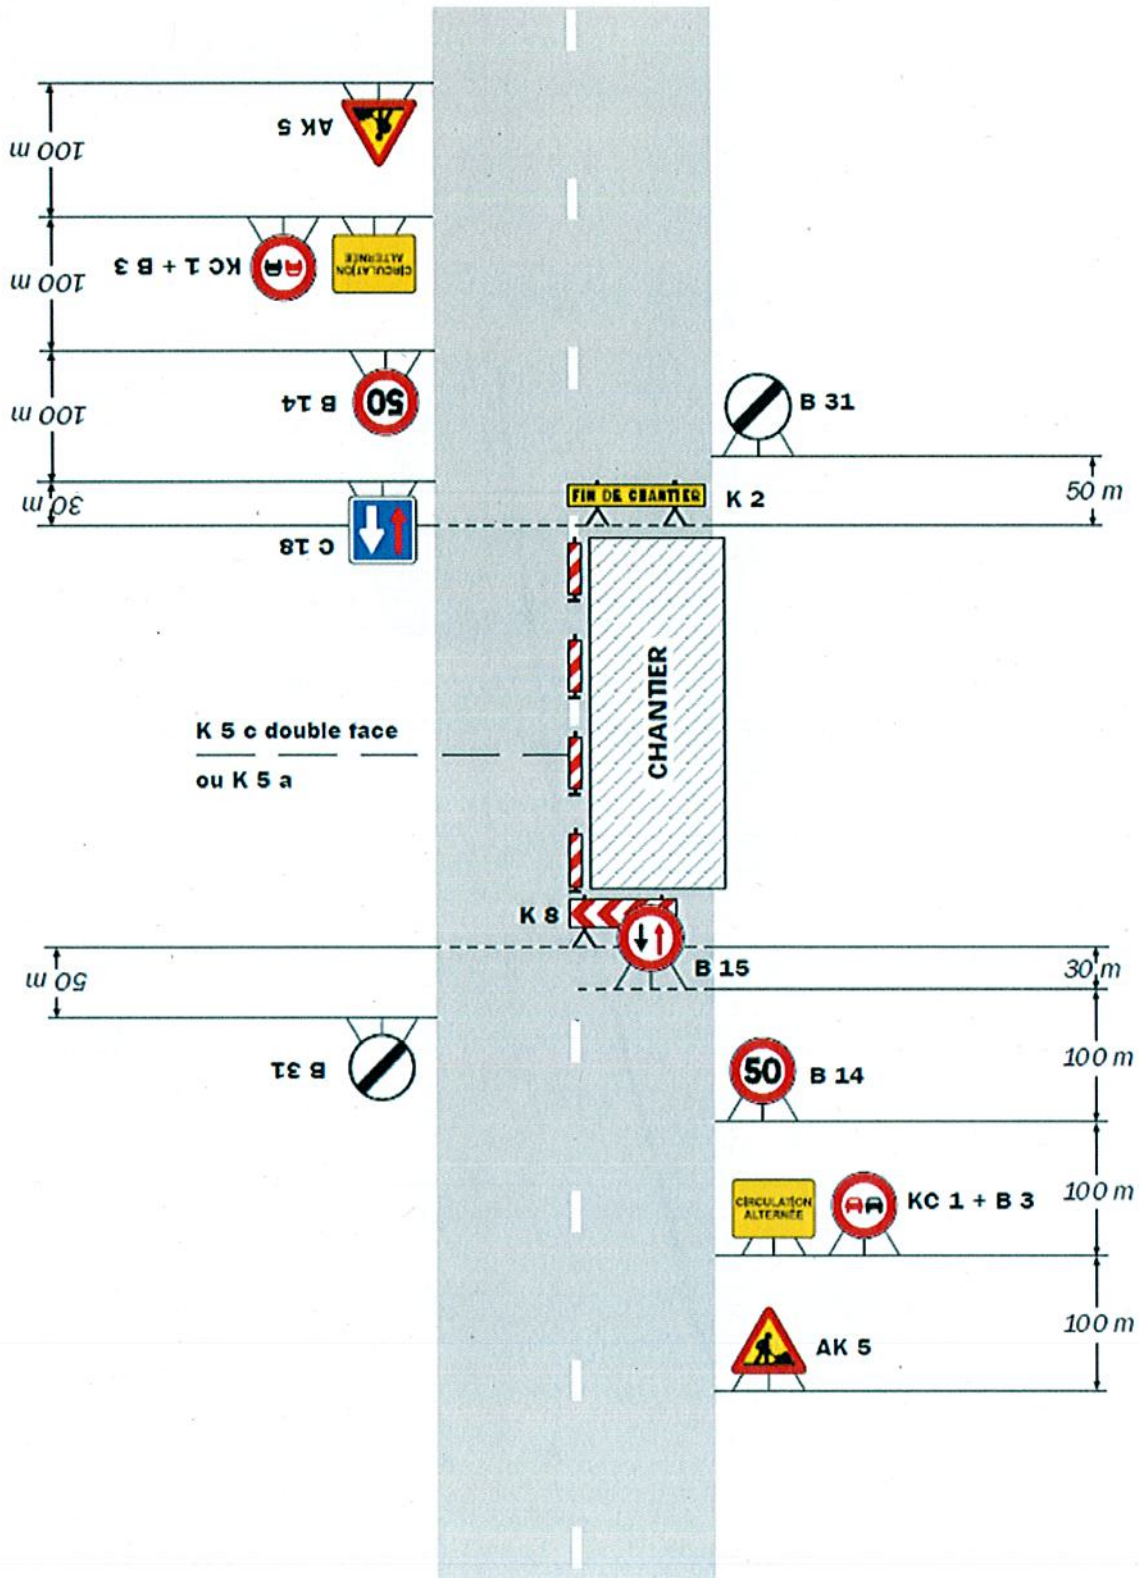 AK 5
100 m
KC 1 + B 3
CIRCULATION
ALTERNÉE
100 m
B 14
50
100 m
B 31
50 m
30 m
C 18
FIN DE CHANTIER
K 2
CHANTIER
K 5 c double face
ou K 5 a
K 8
B 15
30 m
50 m
B 31
50
B 14
100 m
CIRCULATION
ALTERNÉE
KC 1 + B 3
100 m
AK 5
100 m